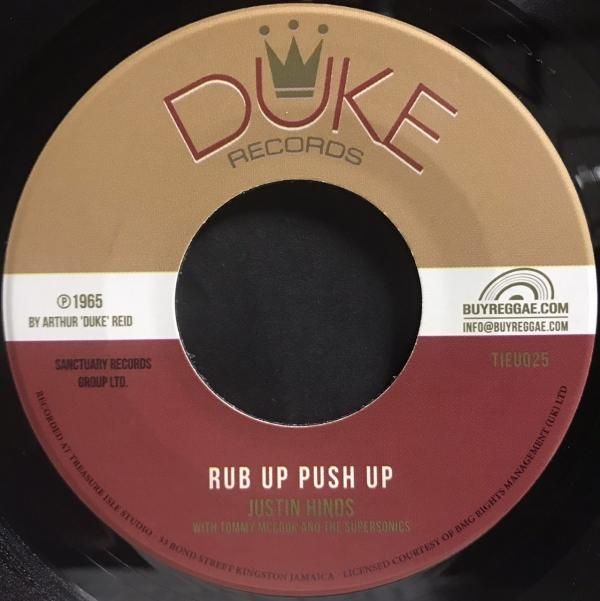 DUKE
RECORDS
℗1965
BY ARTHUR 'DUKE' REID
BUYREGGAE.COM
INFO@BUYREGGAE.COM
SANCTUARY RECORDS
GROUP LTD.
TIEU025
RUB UP PUSH UP
JUSTIN HINDS
WITH TOMMY MCCOOK AND THE SUPERSONICS
RECORDED AT TREASURE ISLE STUDIO - 33 BOND STREET KINGSTON JAMAICA - LICENSED COURTESY OF BMG RIGHTS MANAGEMENT (UK) LTD